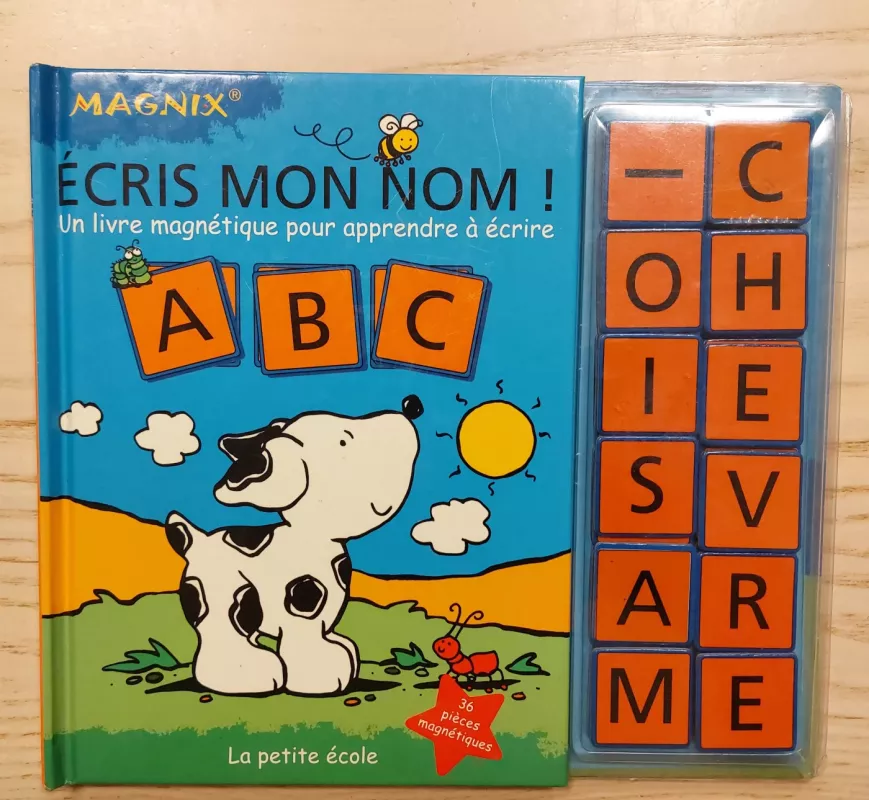 MAGNIX®
ÉCRIS MON NOM !
Un livre magnétique pour apprendre à écrire
A B C
36
pièces
magnétiques
La petite école
— C
O H
I E
S V
A R
M E